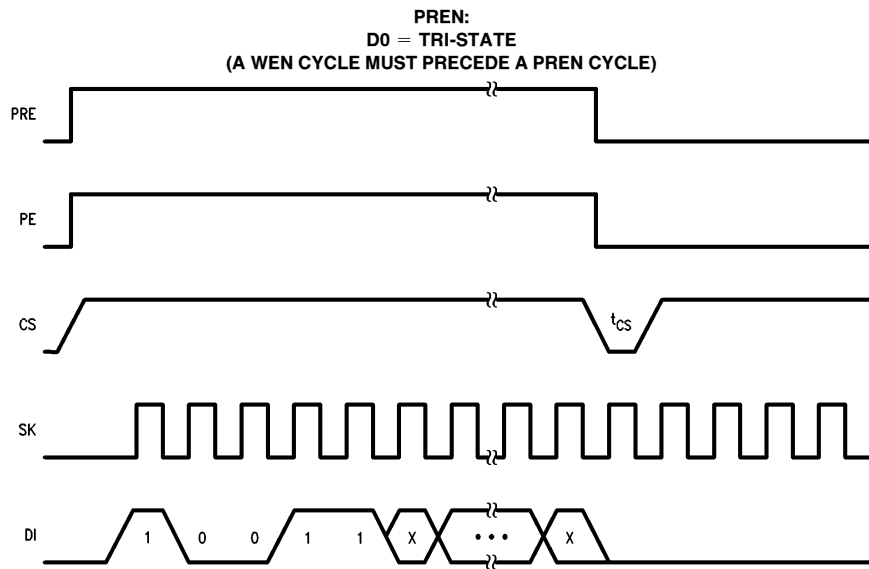 PREN:
D0 = TRI-STATE
(A WEN CYCLE MUST PRECEDE A PREN CYCLE)
PRE
PE
CS
tCS
SK
DI
1 0 0 1 1 X • • • X